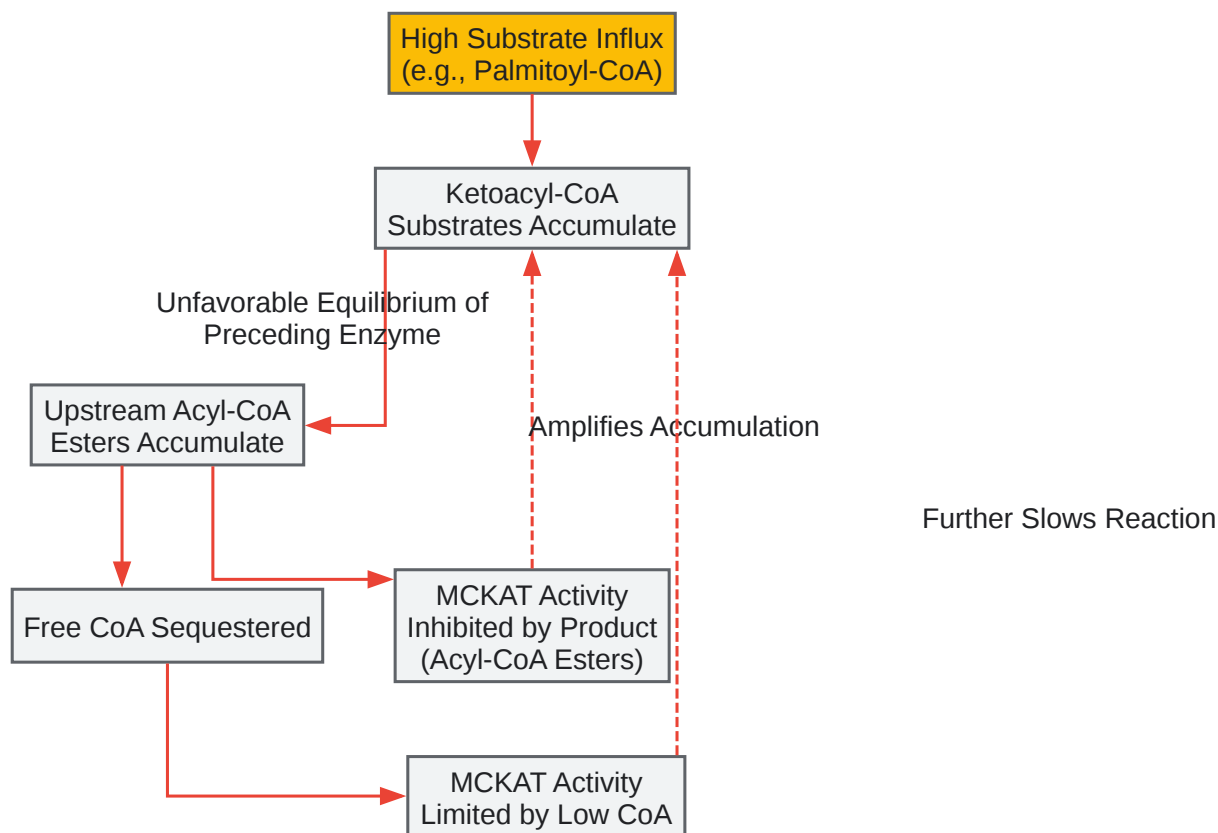 High Substrate Influx
(e.g., Palmitoyl-CoA)
Ketoacyl-CoA
Substrates Accumulate
Unfavorable Equilibrium of
Preceding Enzyme
Upstream Acyl-CoA
Esters Accumulate
Amplifies Accumulation
Further Slows Reaction
Free CoA Sequestered
MCKAT Activity
Inhibited by Product
(Acyl-CoA Esters)
MCKAT Activity
Limited by Low CoA